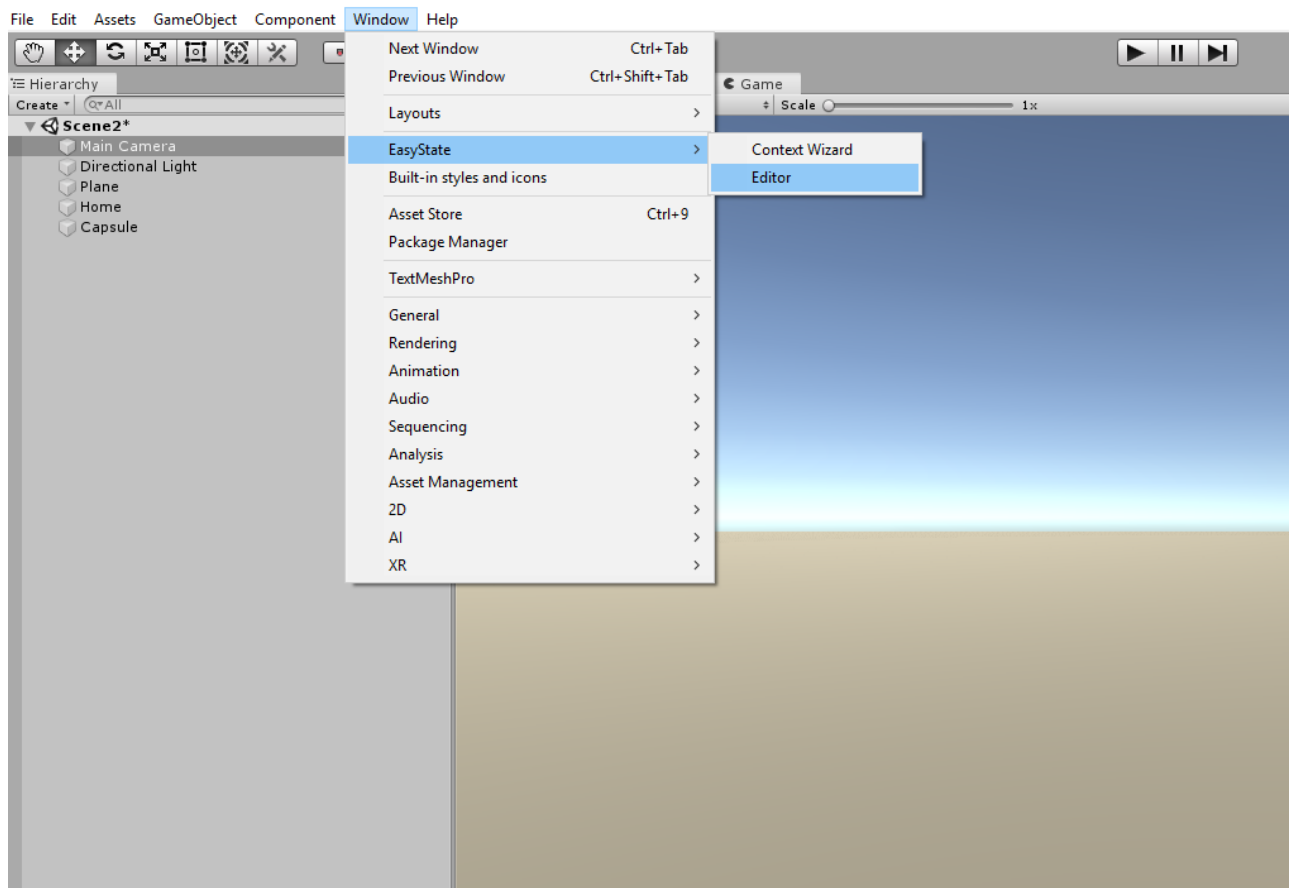 File Edit Assets GameObject Component Window Help
Hierarchy
Create All
Scene2*
Main Camera
Directional Light
Plane
Home
Capsule
Next Window Ctrl+Tab
Previous Window Ctrl+Shift+Tab
Layouts
EasyState
Built-in styles and icons
Asset Store Ctrl+9
Package Manager
TextMeshPro
General
Rendering
Animation
Audio
Sequencing
Analysis
Asset Management
2D
AI
XR
Context Wizard
Editor
Game
Scale 1x